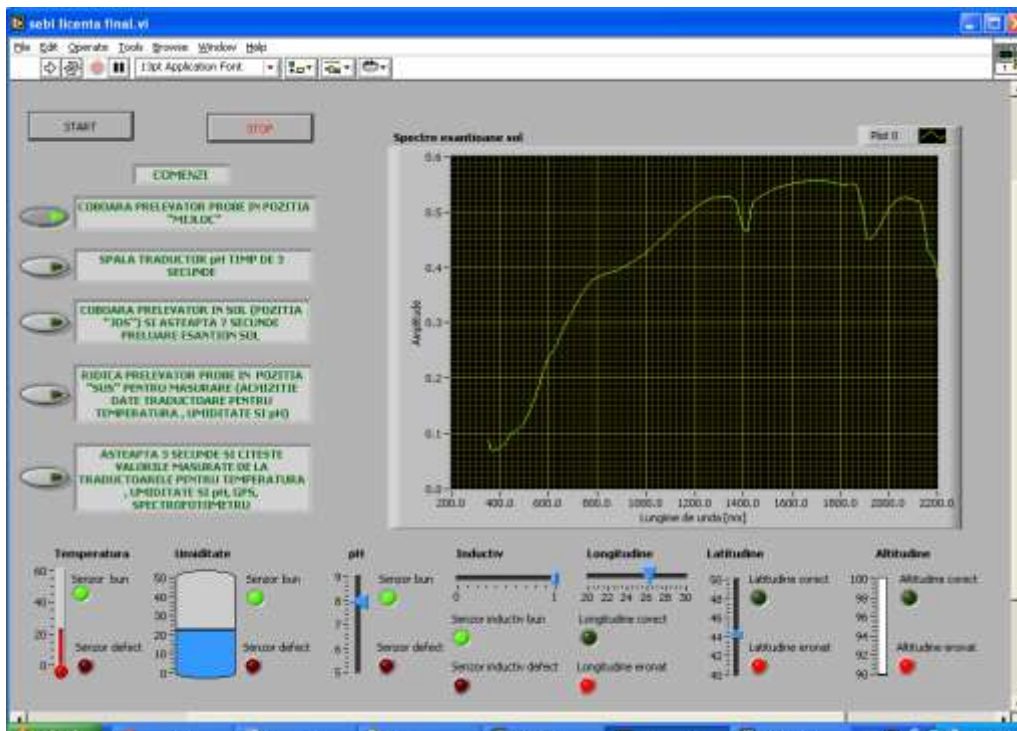 sebi licenta final.vi
File Edit Operate Tools Browse Window Help
13pt Application Font
START
STOP
COMENZI
COBOARA PRELEVATOR PROBE IN POZITIA
"MIJLOC"
SPALA TRADUCTOR pH TIMP DE 3
SECUNDE
COBOARA PRELEVATOR IN SOL (POZITIA
"JOS") SI ASTEAPTA 7 SECUNDE
PRELUARE ESANTION SOL
RIDICA PRELEVATOR PROBE IN POZITIA
"SUS" PENTRU MASURARE (ACHIZITIE
DATE TRADUCTOARE PENTRU
TEMPERATURA , UMIDITATE SI pH)
ASTEAPTA 3 SECUNDE SI CITESTE
VALORILE MASURATE DE LA
TRADUCTOARELE PENTRU TEMPERATURA
, UMIDITATE SI pH, GPS,
SPECTROFOTOMETRU
Spectre esantioane sol
Plot 0
Amplitude
0.6
0.5
0.4
0.3
0.2
0.1
0.0
200.0 400.0 600.0 800.0 1000.0 1200.0 1400.0 1600.0 1800.0 2000.0 2200.0
Lungime de unda [nm]
Temperatura
60
40
20
0
Senzor bun
Senzor defect
Umiditate
50
40
30
20
10
0
Senzor bun
Senzor defect
pH
9
8
7
6
5
Senzor bun
Senzor defect
Inductiv
0 1
Senzor inductiv bun
Senzor inductiv defect
Longitudine
20 22 24 26 28 30
Longitudine corect
Longitudine eronat
Latitudine
50
48
46
44
42
40
Latitudine corect
Latitudine eronat
Altitudine
100
98
96
94
92
90
Altitudine corect
Altitudine eronat